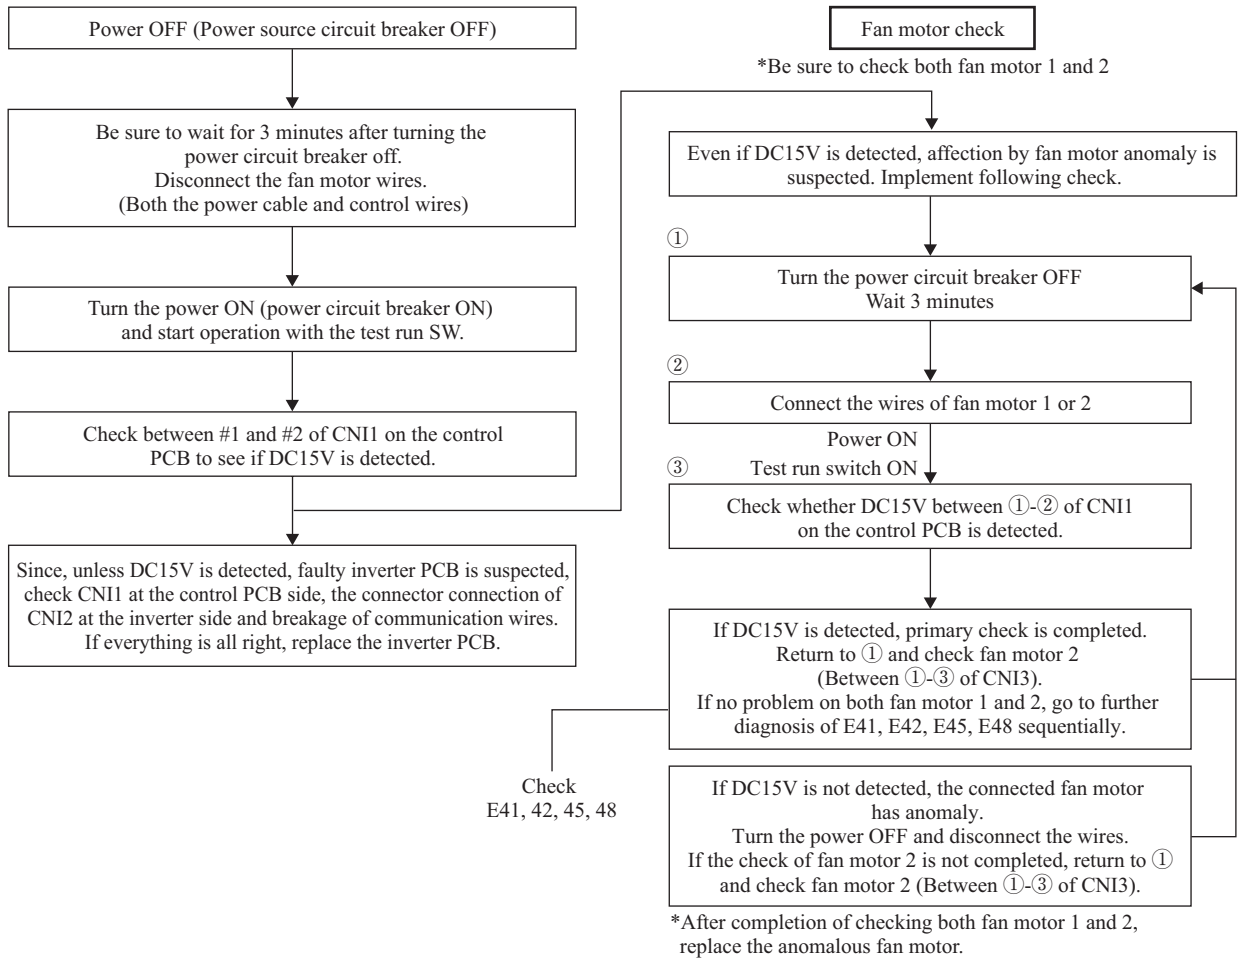 Power OFF (Power source circuit breaker OFF)
Be sure to wait for 3 minutes after turning the
power circuit breaker off.
Disconnect the fan motor wires.
(Both the power cable and control wires)
Turn the power ON (power circuit breaker ON)
and start operation with the test run SW.
Check between #1 and #2 of CNI1 on the control
PCB to see if DC15V is detected.
Since, unless DC15V is detected, faulty inverter PCB is suspected,
check CNI1 at the control PCB side, the connector connection of
CNI2 at the inverter side and breakage of communication wires.
If everything is all right, replace the inverter PCB.
Fan motor check
*Be sure to check both fan motor 1 and 2
Even if DC15V is detected, affection by fan motor anomaly is
suspected. Implement following check.
①
Turn the power circuit breaker OFF
Wait 3 minutes
②
Connect the wires of fan motor 1 or 2
Power ON
③ Test run switch ON
Check whether DC15V between ①-② of CNI1
on the control PCB is detected.
If DC15V is detected, primary check is completed.
Return to ① and check fan motor 2
(Between ①-③ of CNI3).
If no problem on both fan motor 1 and 2, go to further
diagnosis of E41, E42, E45, E48 sequentially.
Check
E41, 42, 45, 48
If DC15V is not detected, the connected fan motor
has anomaly.
Turn the power OFF and disconnect the wires.
If the check of fan motor 2 is not completed, return to ①
and check fan motor 2 (Between ①-③ of CNI3).
*After completion of checking both fan motor 1 and 2,
replace the anomalous fan motor.